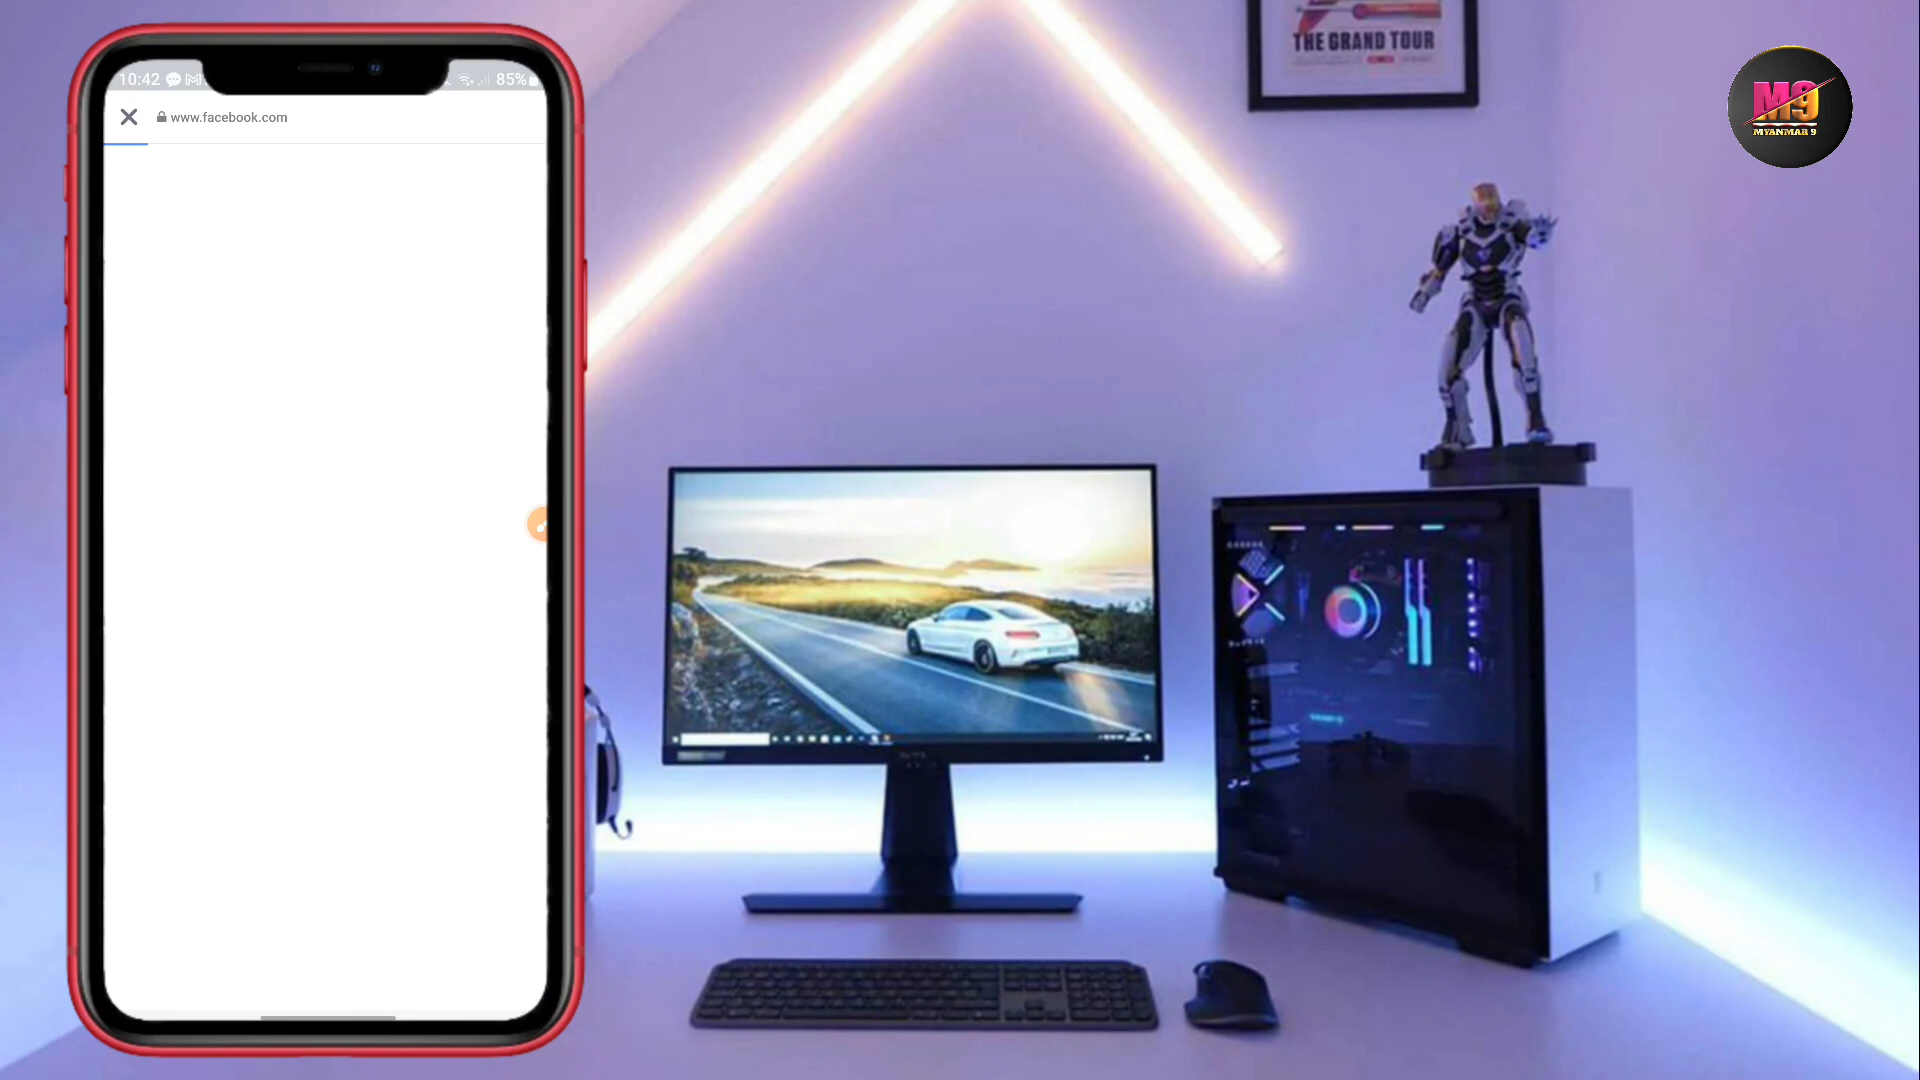 10:42
85%
www.facebook.com
THE GRAND TOUR
M9
MYANMAR 9